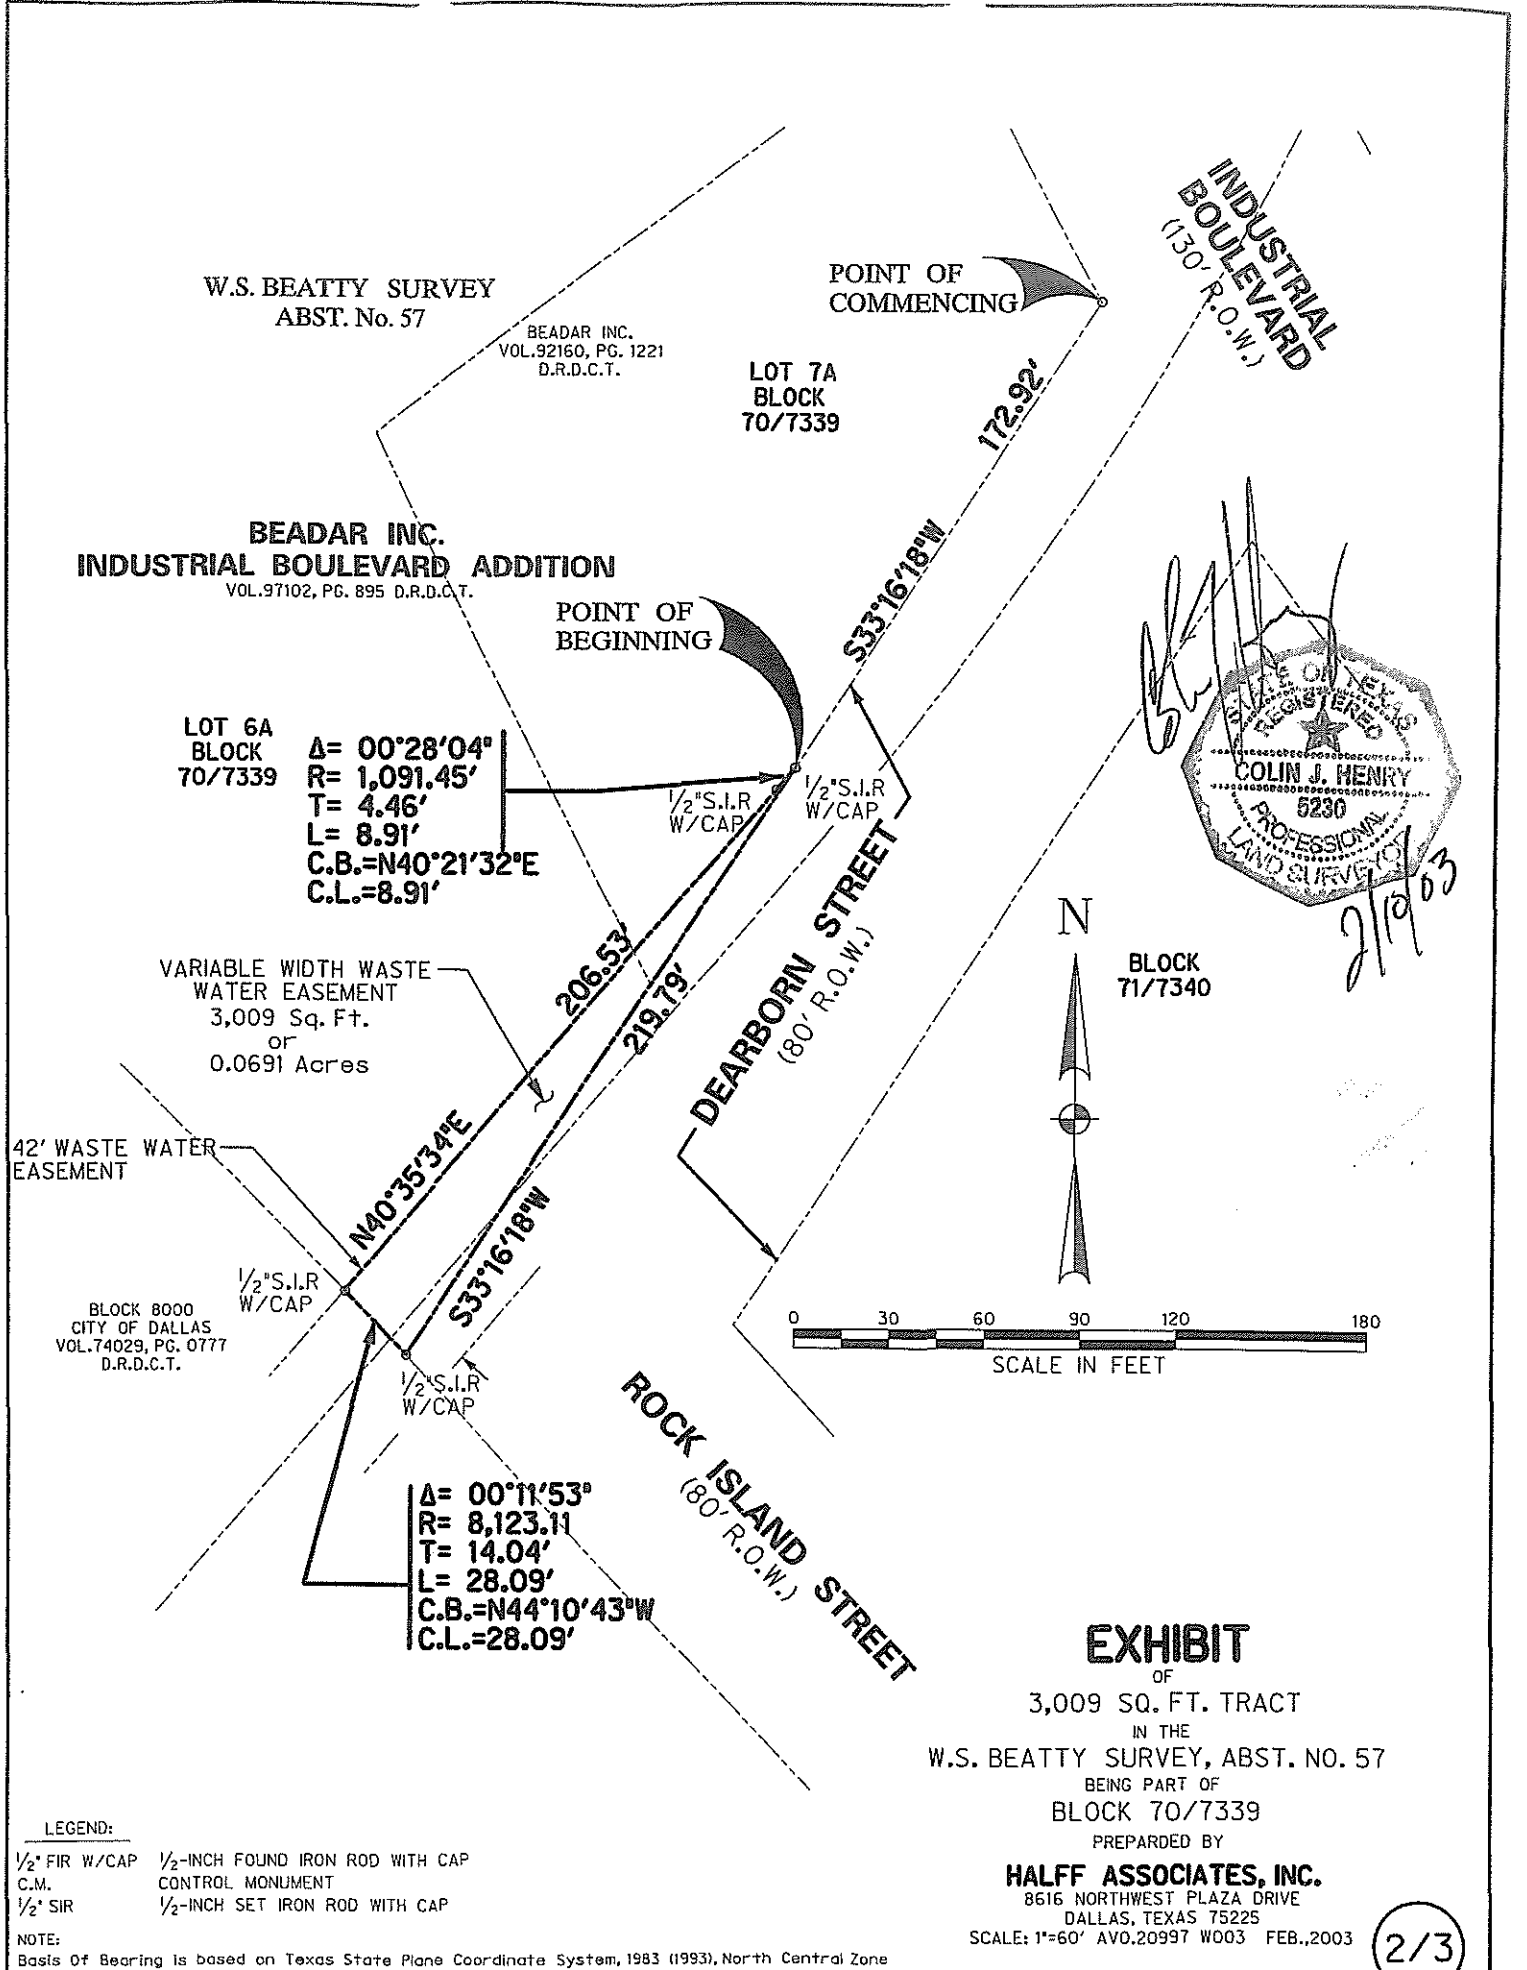 INDUSTRIAL
BOULEVARD
(130' R.O.W.)
POINT OF
COMMENCING
W.S. BEATTY SURVEY
ABST. No. 57
BEADAR INC.
VOL.92160, PG. 1221
D.R.D.C.T.
LOT 7A
BLOCK
70/7339
172.92'
S33°16'18"W
BEADAR INC.
INDUSTRIAL BOULEVARD ADDITION
VOL.97102, PG. 895 D.R.D.C.T.
POINT OF
BEGINNING
STATE OF TEXAS
REGISTERED
COLIN J. HENRY
5230
PROFESSIONAL
LAND SURVEYOR
LOT 6A
BLOCK
70/7339
Δ= 00°28'04"
R= 1,091.45'
T= 4.46'
L= 8.91'
C.B.=N40°21'32"E
C.L.=8.91'
1/2"S.I.R
W/CAP
1/2"S.I.R
W/CAP
DEARBORN STREET
(80' R.O.W.)
N
BLOCK
71/7340
206.53'
219.79'
VARIABLE WIDTH WASTE
WATER EASEMENT
3,009 Sq. Ft.
or
0.0691 Acres
42' WASTE WATER
EASEMENT
N40°35'34"E
S33°16'18"W
1/2"S.I.R
W/CAP
BLOCK 8000
CITY OF DALLAS
VOL.74029, PG. 0777
D.R.D.C.T.
1/2"S.I.R
W/CAP
0 30 60 90 120 180
SCALE IN FEET
ROCK ISLAND STREET
(80' R.O.W.)
Δ= 00°11'53"
R= 8,123.11
T= 14.04'
L= 28.09'
C.B.=N44°10'43"W
C.L.=28.09'
EXHIBIT
OF
3,009 SQ. FT. TRACT
IN THE
W.S. BEATTY SURVEY, ABST. NO. 57
BEING PART OF
BLOCK 70/7339
PREPARDED BY
HALFF ASSOCIATES, INC.
8616 NORTHWEST PLAZA DRIVE
DALLAS, TEXAS 75225
SCALE: 1"=60' AVO.20997 W003 FEB.,2003
2/3
LEGEND:
1/2" FIR W/CAP 1/2-INCH FOUND IRON ROD WITH CAP
C.M. CONTROL MONUMENT
1/2" SIR 1/2-INCH SET IRON ROD WITH CAP
NOTE:
Basis Of Bearing is based on Texas State Plane Coordinate System, 1983 (1993), North Central Zone